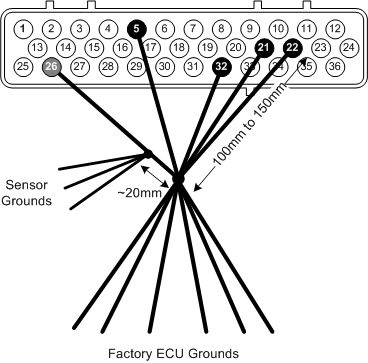 1 2 3 4 5 6 7 8 9 10 11 12
13 14 15 16 17 18 19 20 21 22 23 24
25 26 27 28 29 30 31 32 33 34 35 36
100mm to 150mm
Sensor
Grounds
~20mm
Factory ECU Grounds